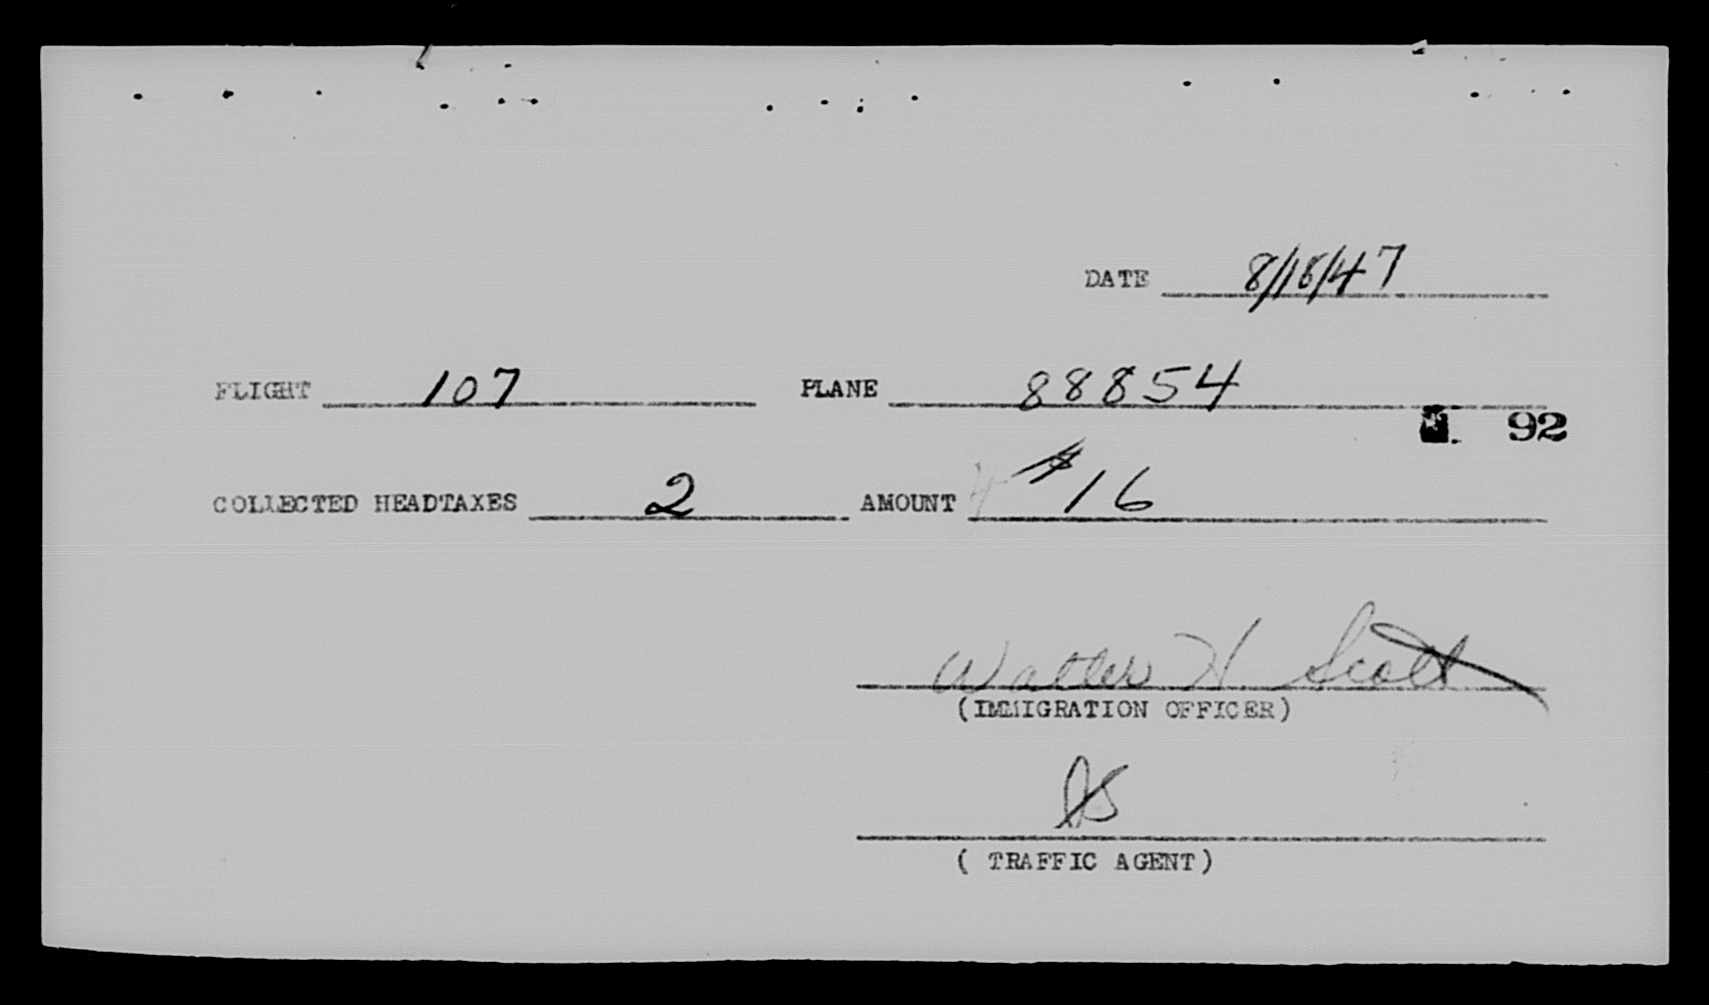 DATE 8/18/47
FLIGHT 107 PLANE 88854
92
COLLECTED HEADTAXES 2 AMOUNT $16
Walter H Scott
(IMMIGRATION OFFICER)
( TRAFFIC AGENT)